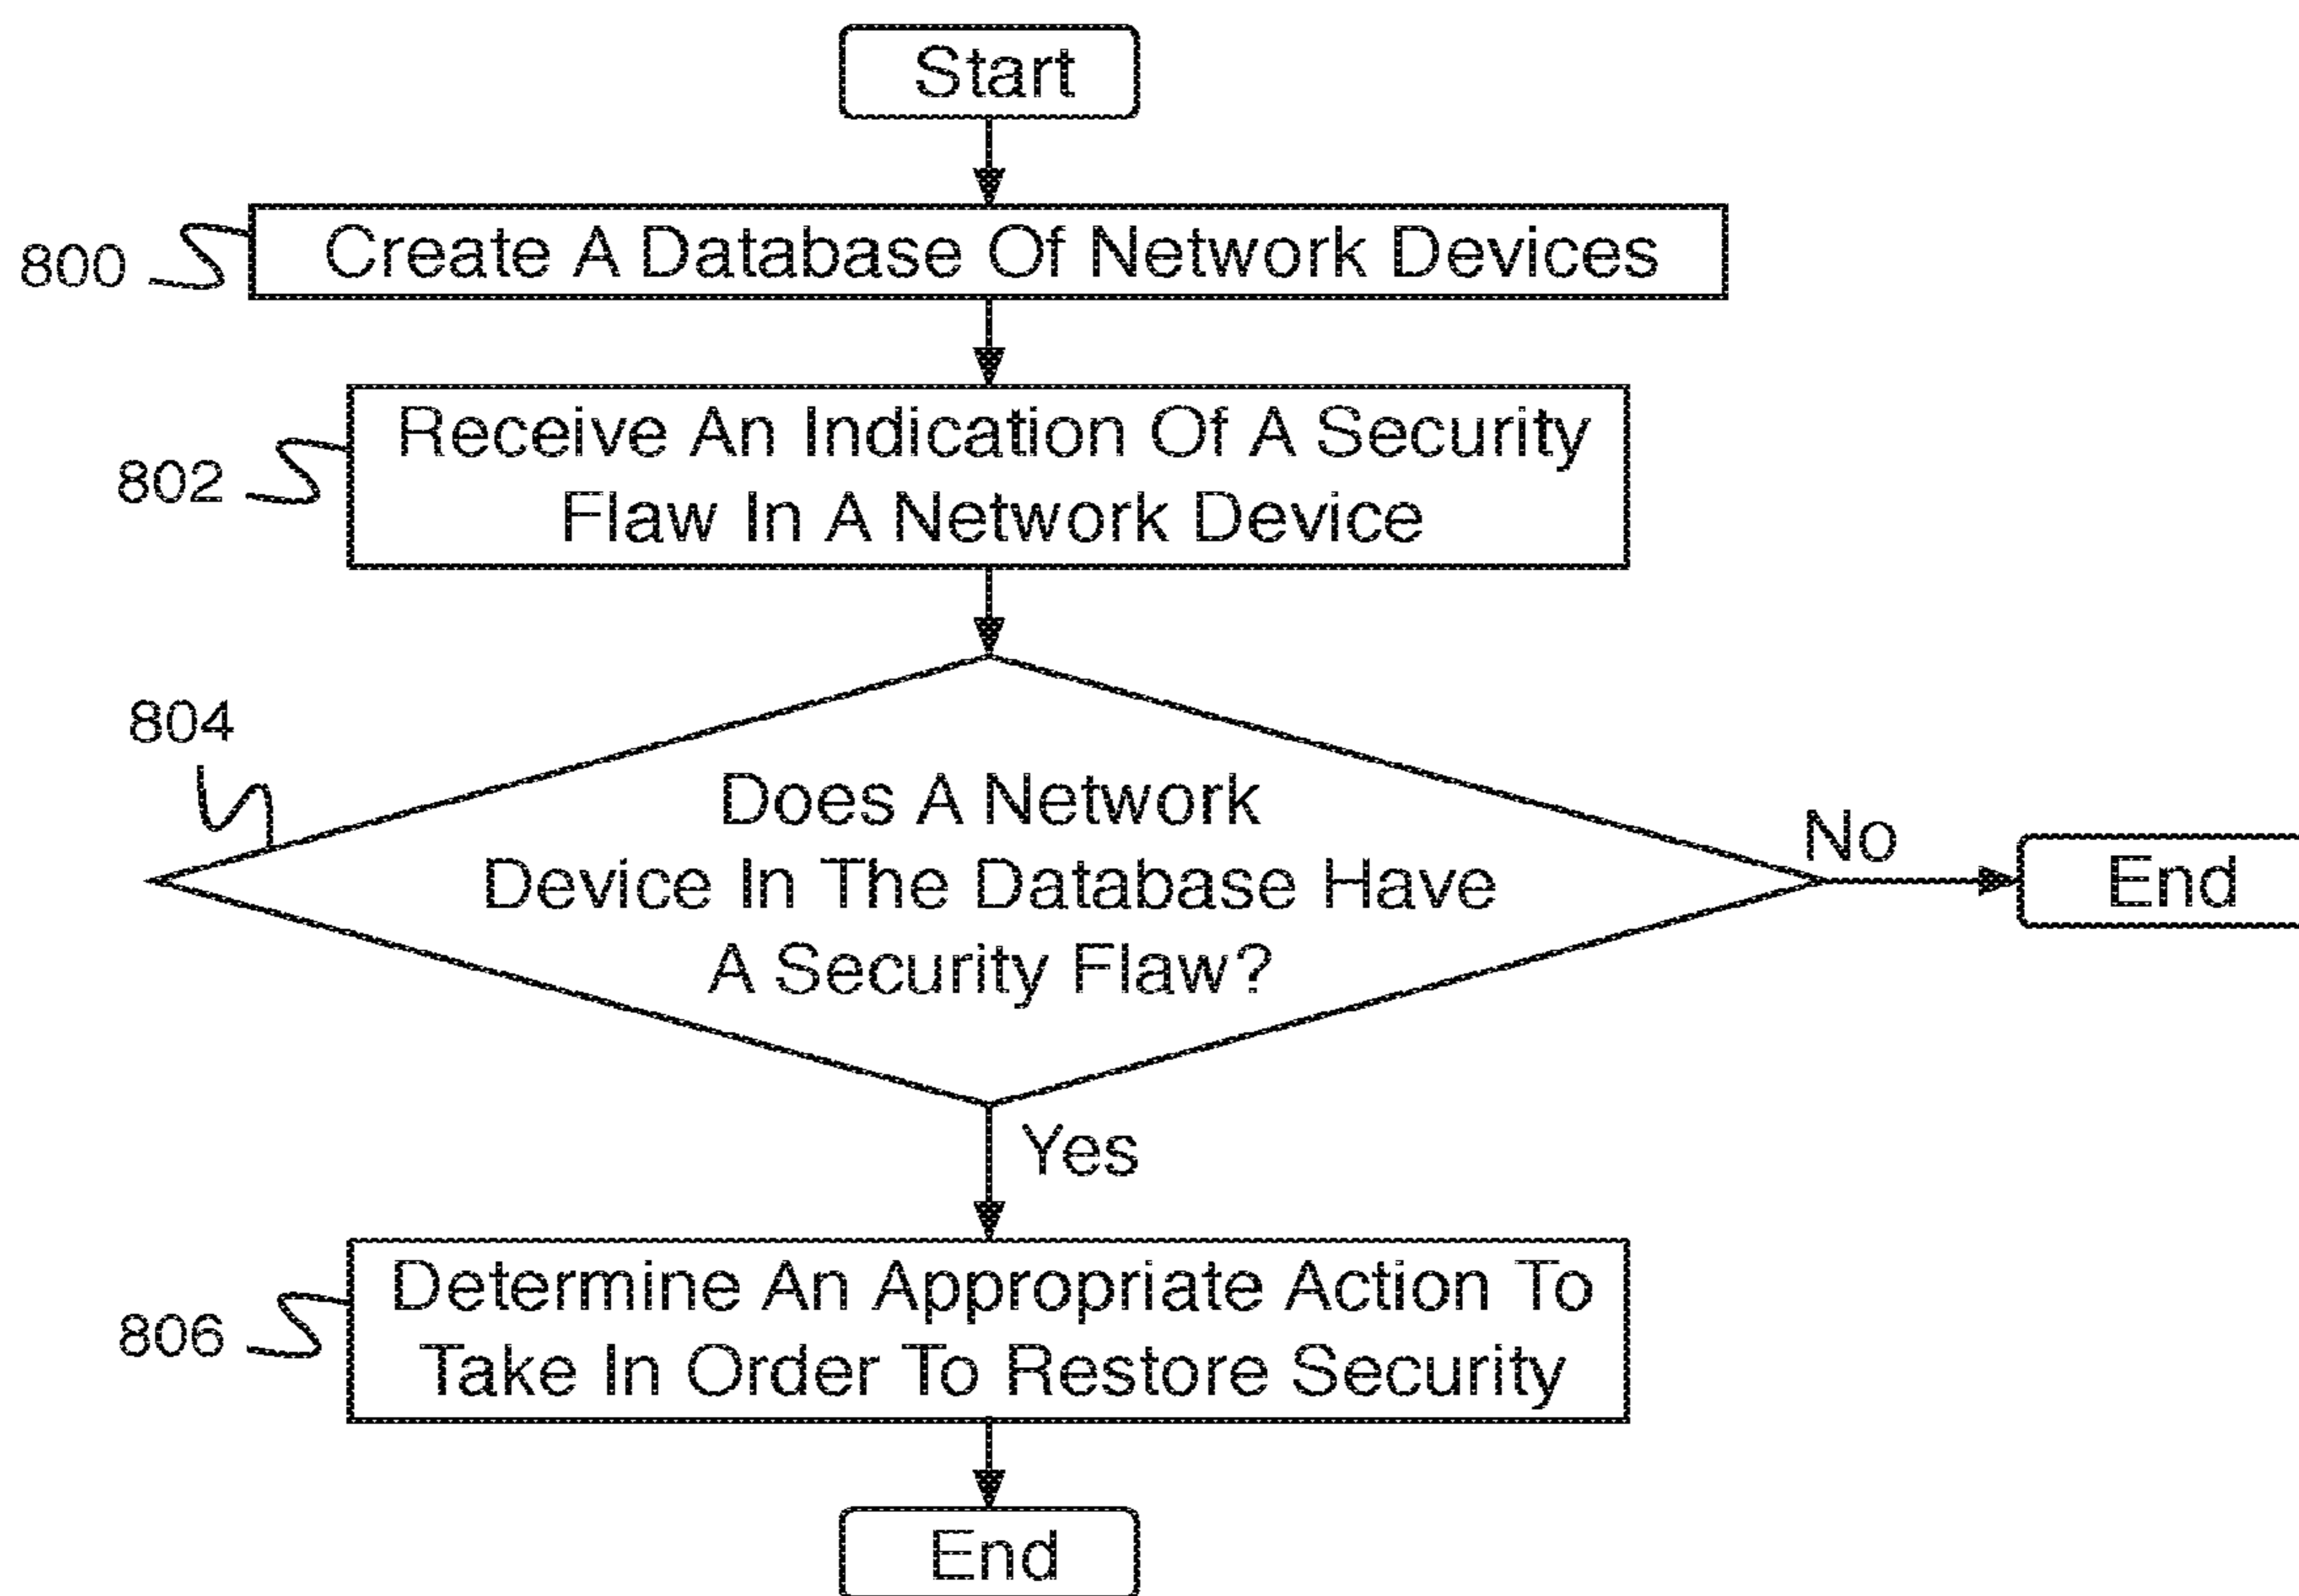 Start
800
Create A Database Of Network Devices
802
Receive An Indication Of A Security
Flaw In A Network Device
804
Does A Network
Device In The Database Have
A Security Flaw?
No
End
Yes
806
Determine An Appropriate Action To
Take In Order To Restore Security
End